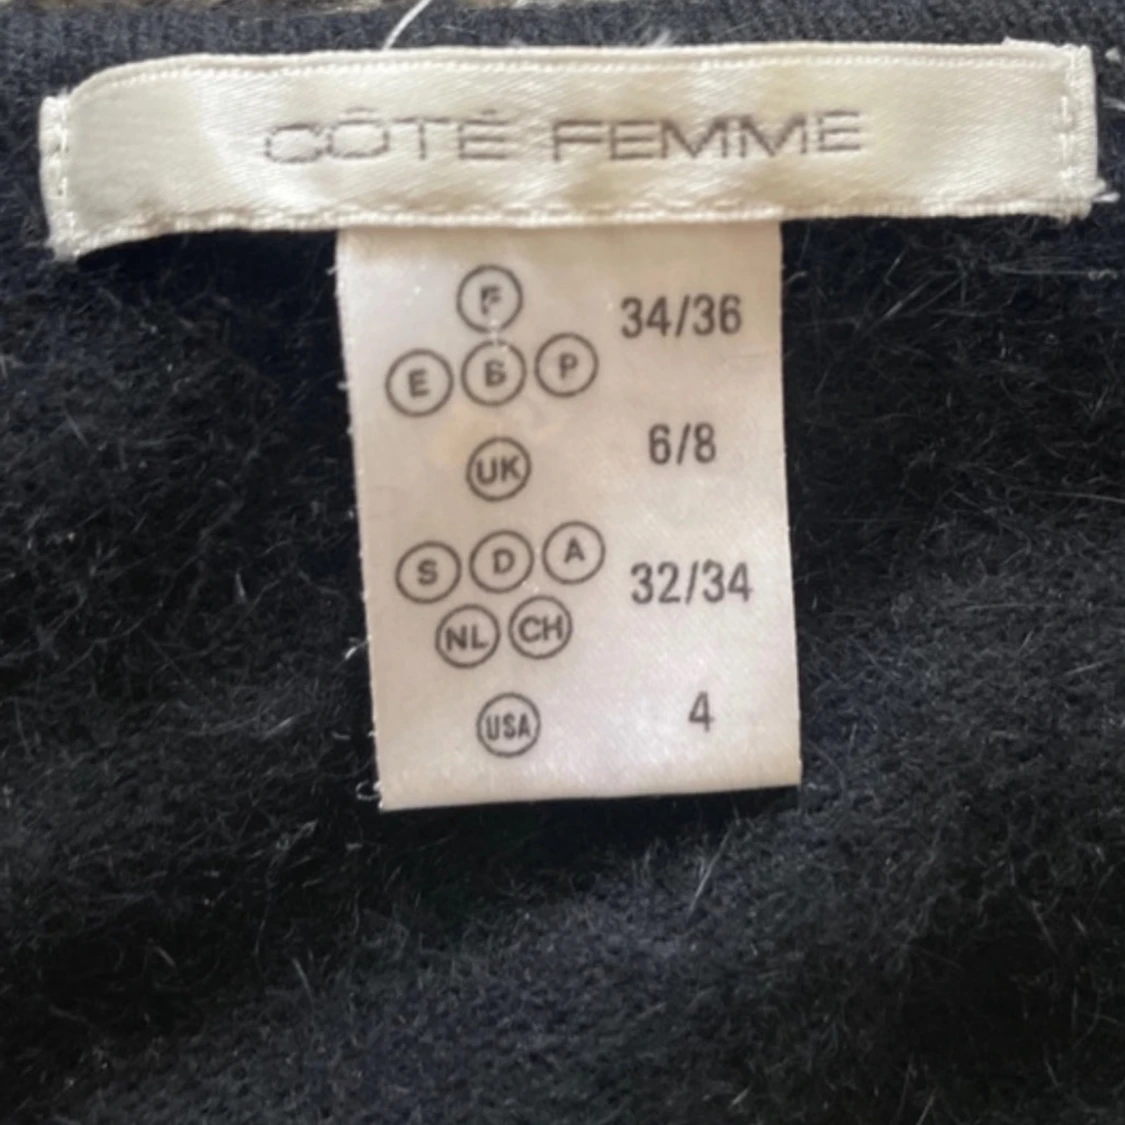 CÔTÉ FEMME
F 34/36
E B P
UK 6/8
S D A 32/34
NL CH
USA 4